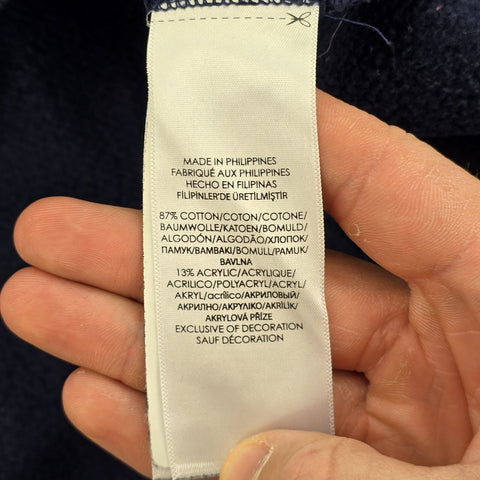 MADE IN PHILIPPINES
FABRIQUÉ AUX PHILIPPINES
HECHO EN FILIPINAS
FİLİPİNLER'DE ÜRETİLMİŞTİR
87% COTTON/COTON/COTONE/
BAUMWOLLE/KATOEN/BOMULD/
ALGODÓN/ALGODÃO/ХЛОПОК/
ПАМУК/BAMBAKI/BOMULL/PAMUK/
BAVLNA
13% ACRYLIC/ACRYLIQUE/
ACRILICO/POLYACRYL/ACRYL/
AKRYL/acrílico/АКРИЛОВЫЙ/
АКРИЛНО/ΑΚΡΥΛΙΚΟ/AKRİLİK/
AKRYLOVÁ PŘÍZE
EXCLUSIVE OF DECORATION
SAUF DÉCORATION